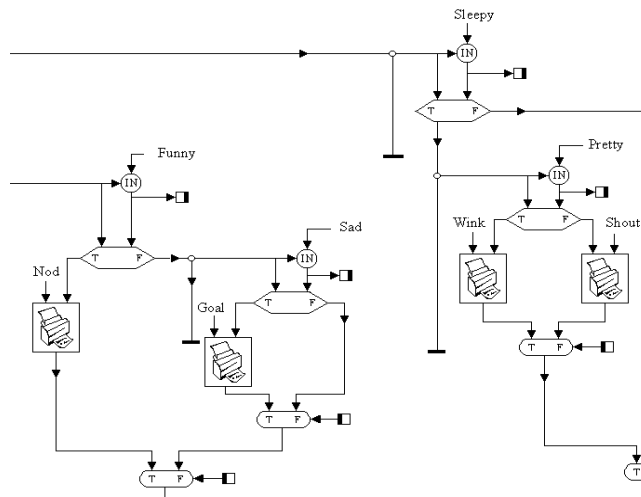 Sleepy
IN
T F
Funny
IN
Pretty
IN
T F
Wink
Shout
T F
Sad
IN
Nod
T F
Goal
T F
T F
T F
T